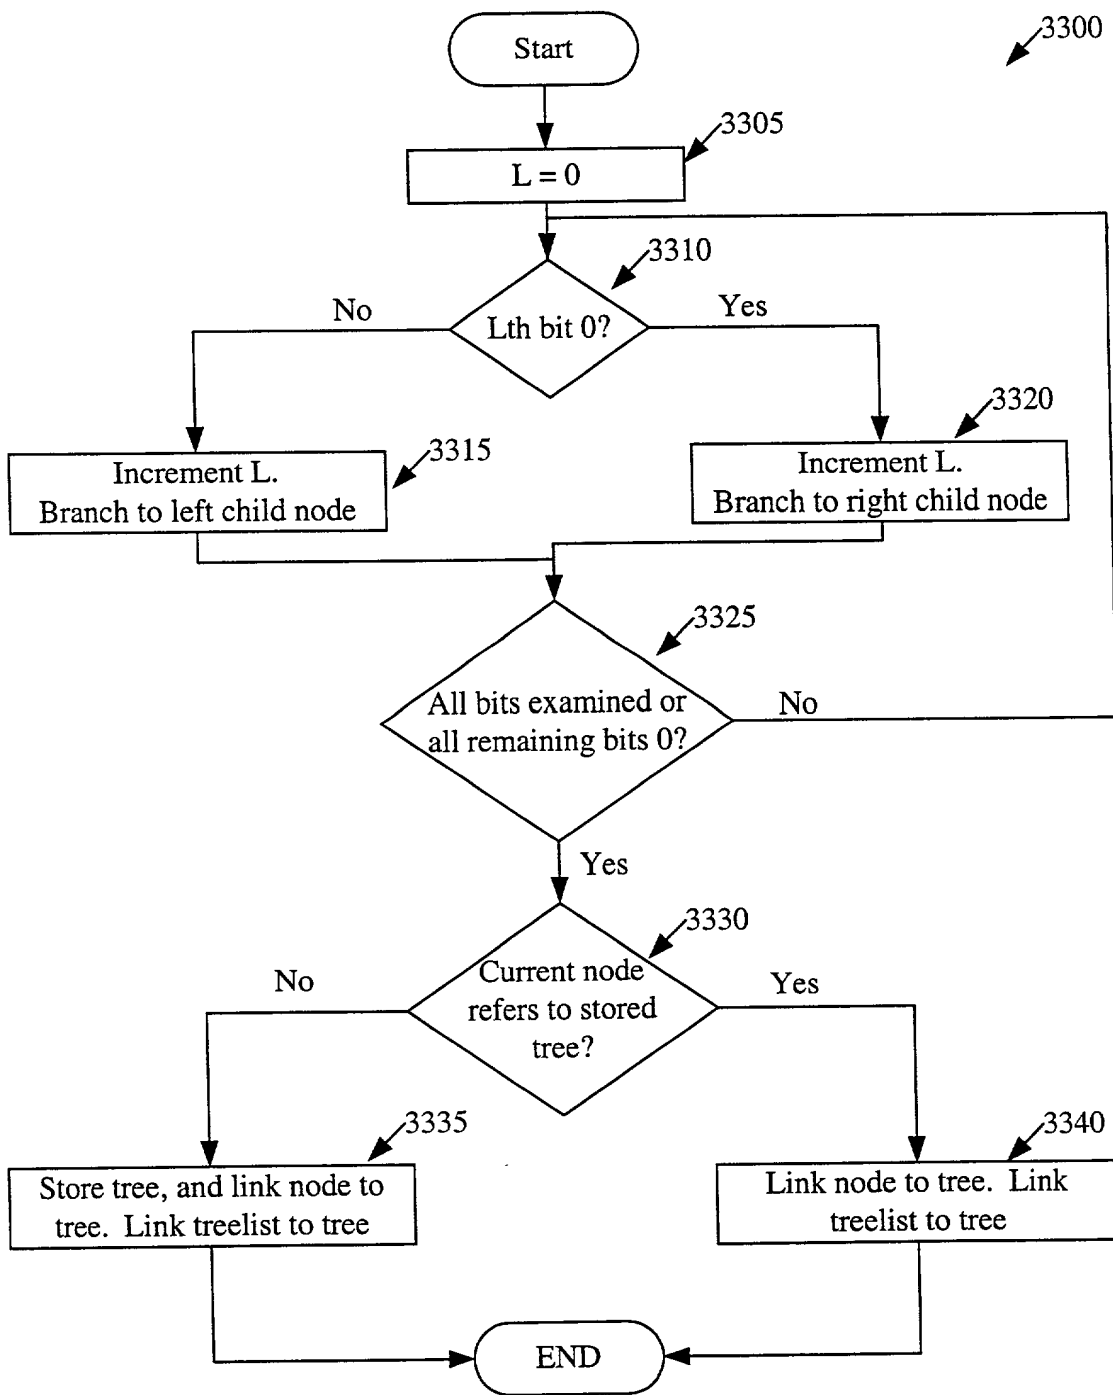 Start
3300
3305
L = 0
3310
No
Yes
Lth bit 0?
3315
3320
Increment L.
Branch to left child node
Increment L.
Branch to right child node
3325
All bits examined or
all remaining bits 0?
No
Yes
3330
No
Yes
Current node
refers to stored
tree?
3335
3340
Store tree, and link node to
tree. Link treelist to tree
Link node to tree. Link
treelist to tree
END